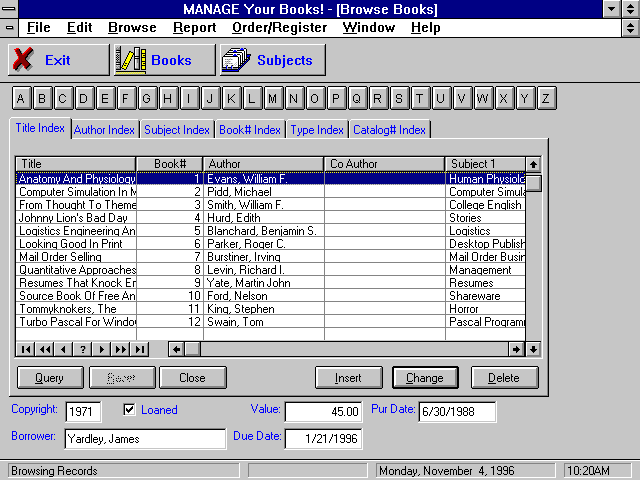 MANAGE Your Books! - [Browse Books]
File Edit Browse Report Order/Register Window Help
Exit Books Subjects
A B C D E F G H I J K L M N O P Q R S T U V W X Y Z
Title Index Author Index Subject Index Book# Index Type Index Catalog# Index
Title Book# Author Co Author Subject 1
Anatomy And Physiology 1 Evans, William F. Human Physiolo
Computer Simulation In M 2 Pidd, Michael Computer Simula
From Thought To Theme 3 Smith, William F. College English
Johnny Lion's Bad Day 4 Hurd, Edith Stories
Logistics Engineering An 5 Blanchard, Benjamin S. Logistics
Looking Good In Print 6 Parker, Roger C. Desktop Publish
Mail Order Selling 7 Burstiner, Irving Mail Order Busin
Quantitative Approaches 8 Levin, Richard I. Management
Resumes That Knock Er 9 Yate, Martin John Resumes
Source Book Of Free An 10 Ford, Nelson Shareware
Tommyknokers, The 11 King, Stephen Horror
Turbo Pascal For Window 12 Swain, Tom Pascal Program
?
Query Close Insert Change Delete
Copyright: 1971 Loaned Value: 45.00 Pur Date: 6/30/1988
Borrower: Yardley, James Due Date: 1/21/1996
Browsing Records Monday, November 4, 1996 10:20AM